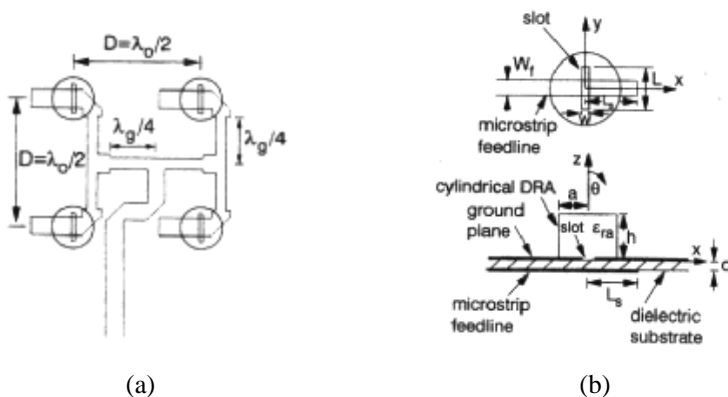 D=λo/2
λg/4
λg/4
D=λo/2
(a)
y
slot
Wf
L
x
Ls
W
microstrip
feedline
z
θ
cylindrical DRA
a
ground
plane
slot
εra
h
x
d
Ls
microstrip
feedline
dielectric
substrate
(b)